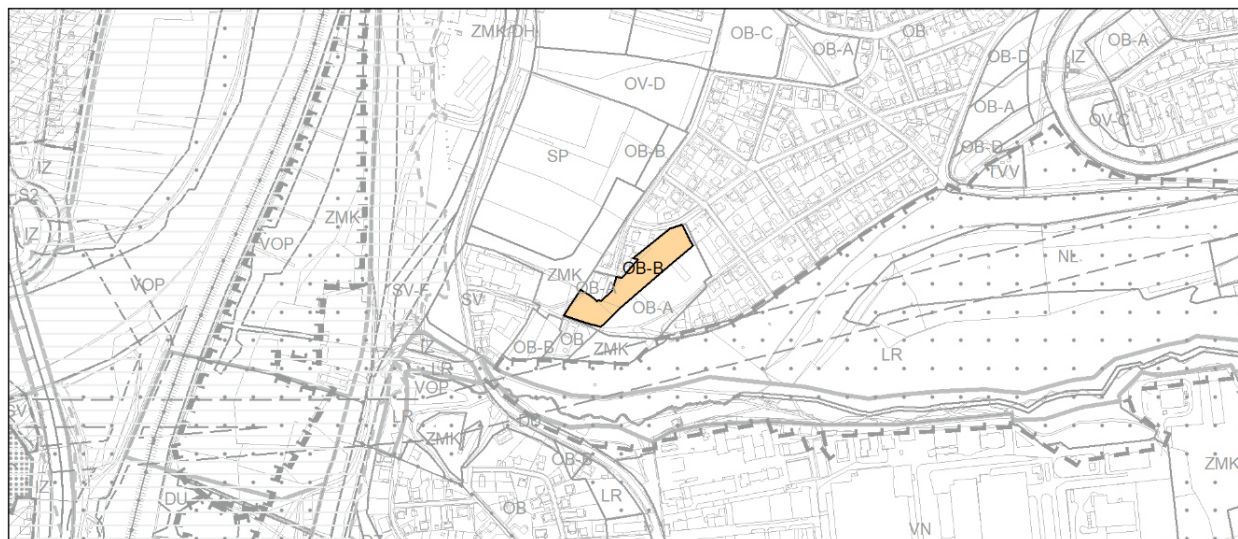 ZMK/DH
OB-C
OB-A
OB
OB-D
IZ
OB-A
OV-D
OB-A
OV-C
SP
OB-B
OB-D
TVV
IZ
S2
IZ
VOP
ZMK
NL
VOP
SV-F
SV
ZMK
OB-A
OB-B
OB-A
OB-B
OB
ZMK
LR
IZ
LR
VOP
LR
SV
ZMK
DU
OB-B
LR
IZ
DU
OB
VN
ZMK